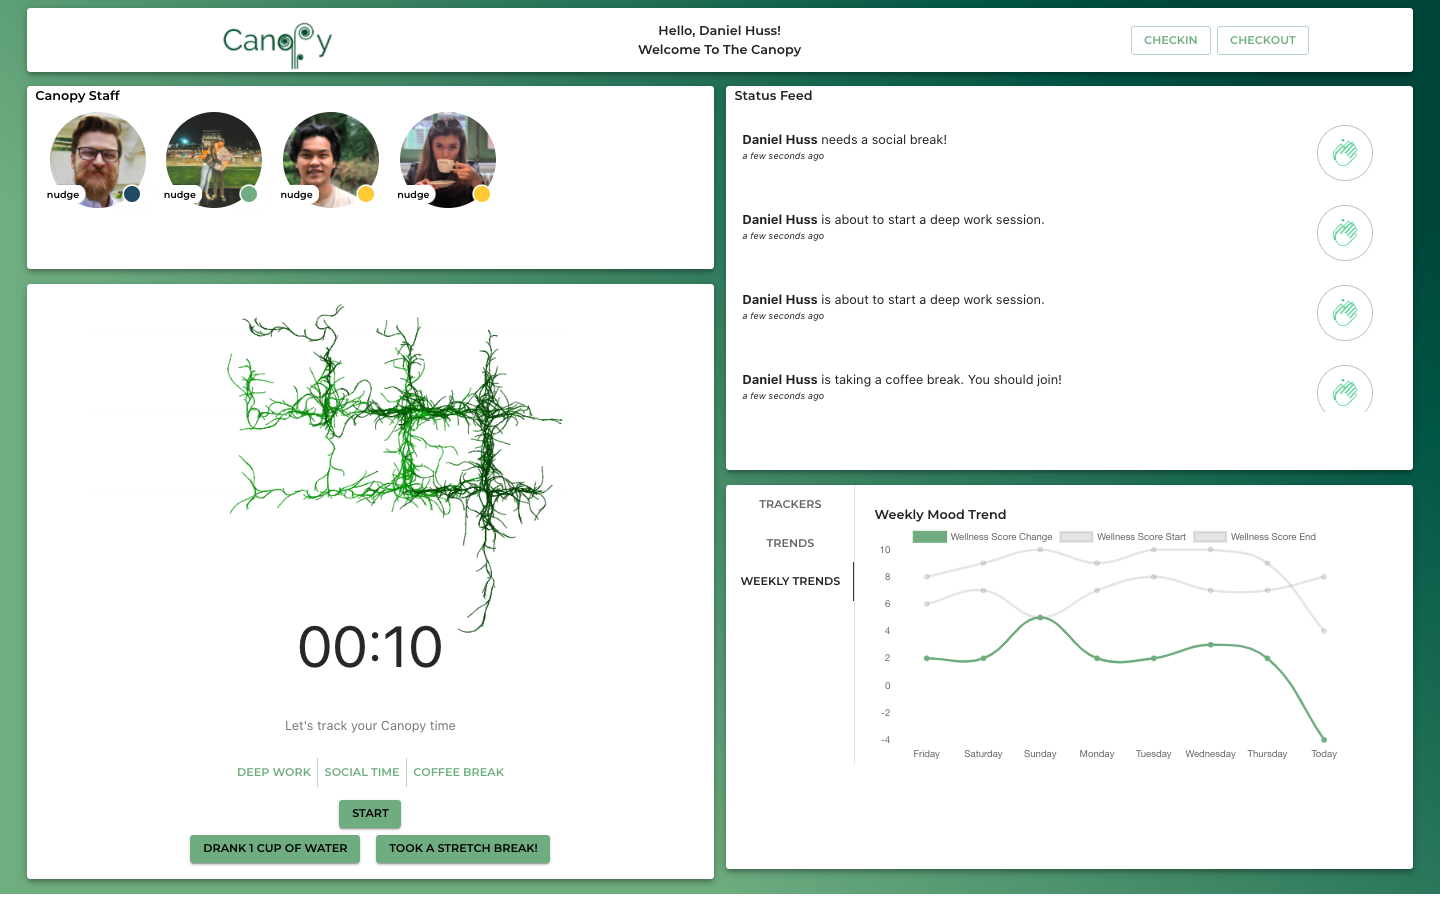 Canopy
Hello, Daniel Huss!
Welcome To The Canopy
CHECKIN
CHECKOUT
Canopy Staff
nudge
nudge
nudge
nudge
00:10
Let's track your Canopy time
DEEP WORK
SOCIAL TIME
COFFEE BREAK
START
DRANK 1 CUP OF WATER
TOOK A STRETCH BREAK!
Status Feed
Daniel Huss needs a social break!
a few seconds ago
Daniel Huss is about to start a deep work session.
a few seconds ago
Daniel Huss is about to start a deep work session.
a few seconds ago
Daniel Huss is taking a coffee break. You should join!
a few seconds ago
TRACKERS
TRENDS
WEEKLY TRENDS
Weekly Mood Trend
Wellness Score Change
Wellness Score Start
Wellness Score End
10
8
6
4
2
0
-2
-4
Friday
Saturday
Sunday
Monday
Tuesday
Wednesday
Thursday
Today